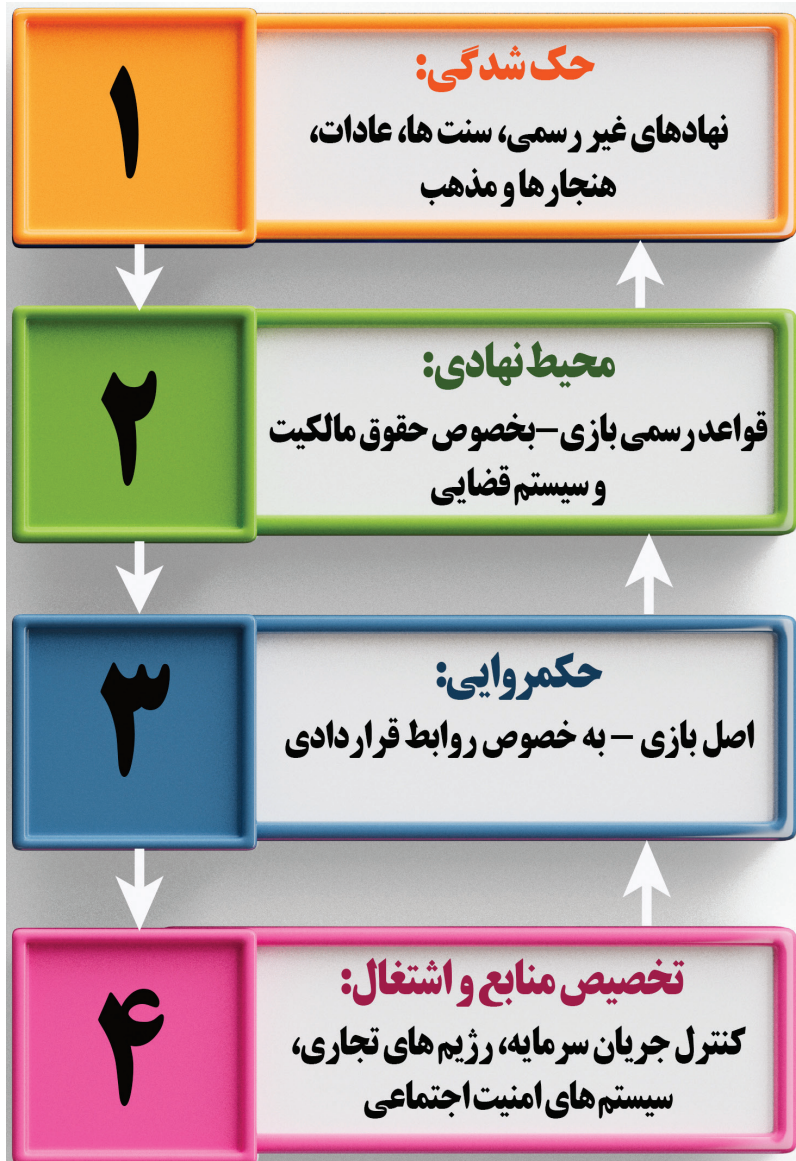 ۱
حک شدگی:
نهادهای غیر رسمی، سنت ها، عادات،
هنجارها و مذهب
۲
محیط نهادی:
قواعد رسمی بازی-بخصوص حقوق مالکیت
و سیستم قضایی
۳
حکمروایی:
اصل بازی - به خصوص روابط قراردادی
۴
تخصیص منابع و اشتغال:
کنترل جریان سرمایه، رژیم های تجاری،
سیستم های امنیت اجتماعی